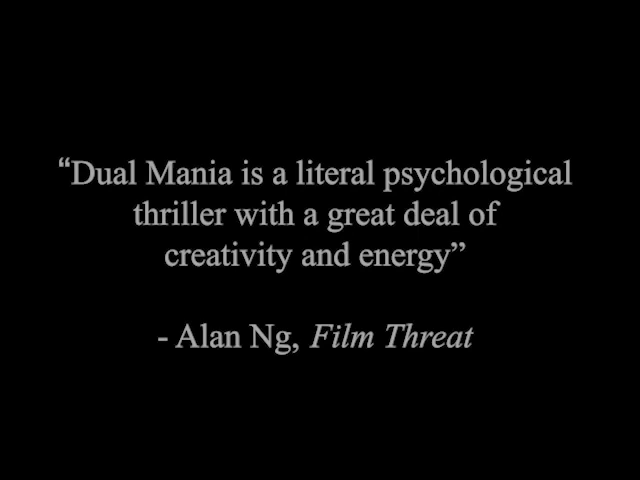 “Dual Mania is a literal psychological
thriller with a great deal of
creativity and energy”
- Alan Ng, Film Threat